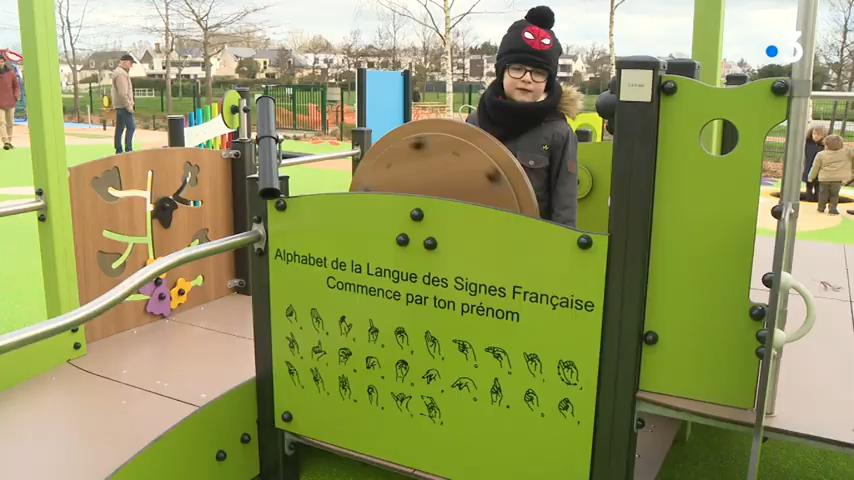 Alphabet de la Langue des Signes Française
Commence par ton prénom